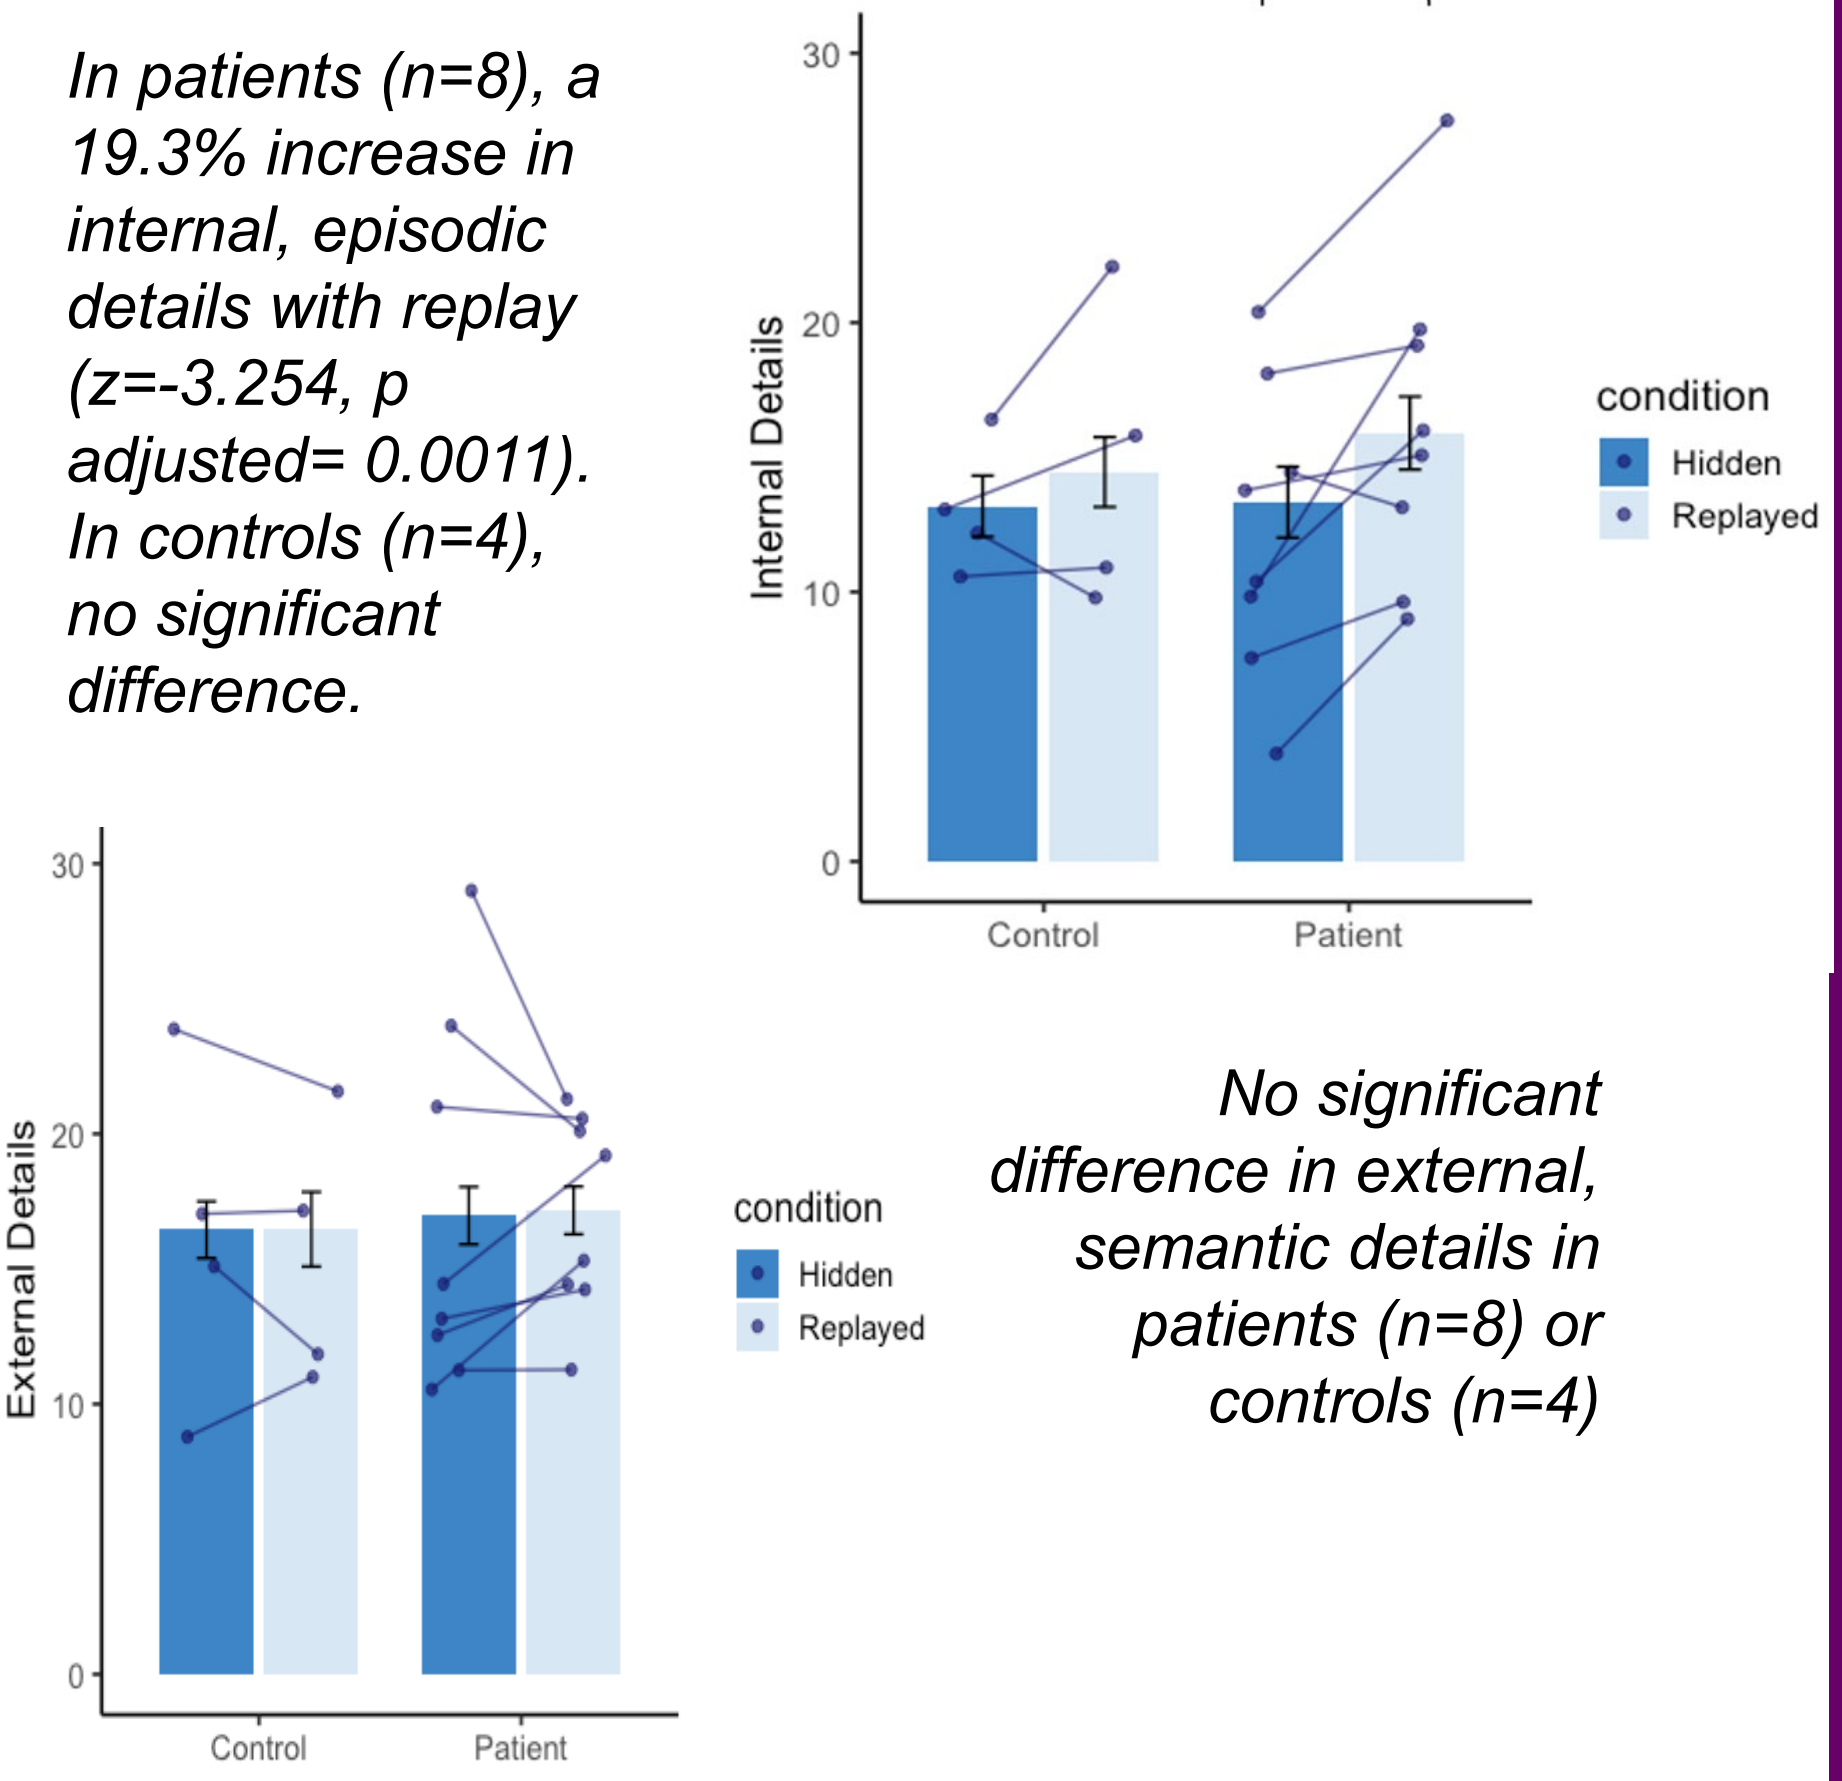 In patients (n=8), a
19.3% increase in
internal, episodic
details with replay
(z=-3.254, p
adjusted= 0.0011).
In controls (n=4),
no significant
difference.
30
20
10
0
Internal Details
Control
Patient
condition
Hidden
Replayed
30
20
10
0
External Details
Control
Patient
condition
Hidden
Replayed
No significant
difference in external,
semantic details in
patients (n=8) or
controls (n=4)